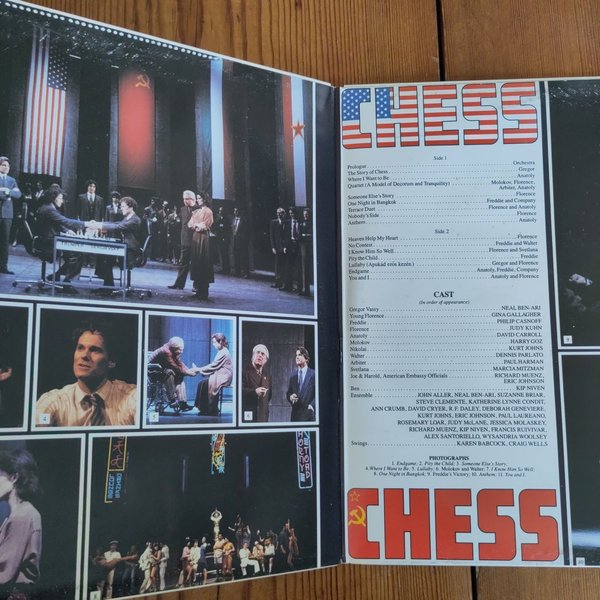 CHESS
Side 1
Prologue Orchestra
The Story of Chess Gregor
Where I Want to Be Anatoly
Quartet (A Model of Decorum and Tranquility) Molokov, Florence,
Arbiter, Anatoly
Someone Else's Story Florence
One Night in Bangkok Freddie and Company
Terrace Duet Florence and Anatoly
Nobody's Side Florence
Anthem Anatoly
Side 2
Heaven Help My Heart Florence
No Contest Freddie and Walter
I Know Him So Well Florence and Svetlana
Pity the Child Freddie
Lullaby (Apukád erős kezén) Gregor and Florence
Endgame Anatoly, Freddie, Company
You and I Anatoly and Florence
CAST
(In order of appearance)
Gregor Vassy NEAL BEN-ARI
Young Florence GINA GALLAGHER
Freddie PHILIP CASNOFF
Florence JUDY KUHN
Anatoly DAVID CARROLL
Molokov HARRY GOZ
Nikolai KURT JOHNS
Walter DENNIS PARLATO
Arbiter PAUL HARMAN
Svetlana MARCIA MITZMAN
Joe & Harold, American Embassy Officials RICHARD MUENZ,
ERIC JOHNSON
Ben KIP NIVEN
Ensemble JOHN ALLER, NEAL BEN-ARI, SUZANNE BRIAR,
STEVE CLEMENTE, KATHERINE LYNNE CONDIT,
ANN CRUMB, DAVID CRYER, R.F. DALEY, DEBORAH GENEVIERE,
KURT JOHNS, ERIC JOHNSON, PAUL LAUREANO,
ROSEMARY LOAR, JUDY McLANE, JESSICA MOLASKEY,
RICHARD MUENZ, KIP NIVEN, FRANCIS RUIVIVAR,
ALEX SANTORIELLO, WYSANDRIA WOOLSEY
Swings KAREN BABCOCK, CRAIG WELLS
PHOTOGRAPHS
1. Endgame; 2. Pity the Child; 3. Someone Else's Story;
4. Where I Want to Be; 5. Lullaby; 6. Molokov and Walter; 7. I Know Him So Well;
8. One Night in Bangkok; 9. Freddie's Victory; 10. Anthem; 11. You and I.
CHESS
4